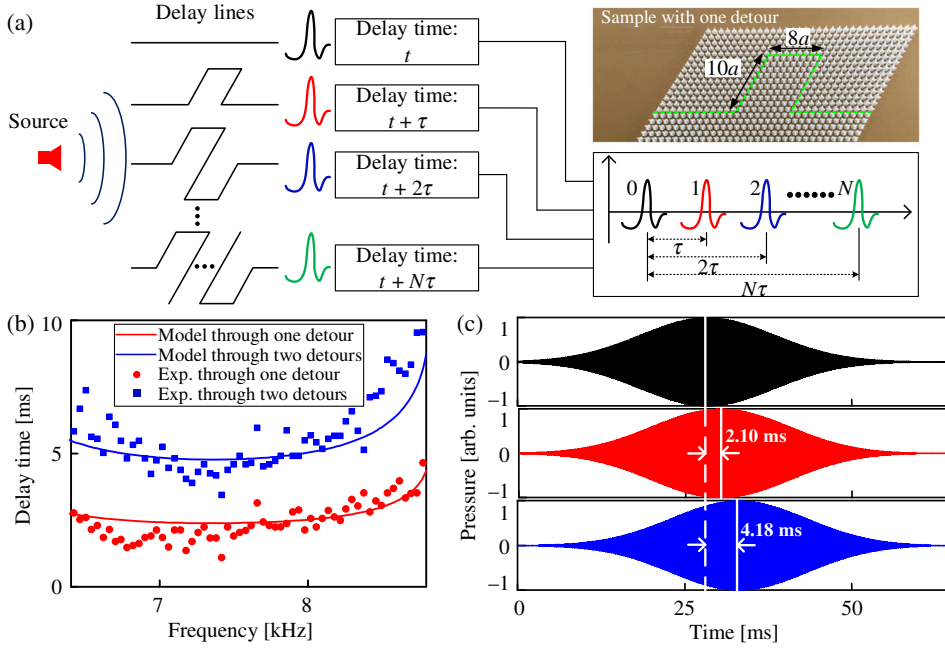 (a)
Delay lines
Source
Delay time:
t
Delay time:
t + τ
Delay time:
t + 2τ
Delay time:
t + Nτ
Sample with one detour
8a
10a
0 1 2 N
τ
2τ
Nτ
(b)
10
5
0
Delay time [ms]
Model through one detour
Model through two detours
Exp. through one detour
Exp. through two detours
7 8
Frequency [kHz]
(c)
Pressure [arb. units]
1
0
−1
1
0
−1
1
0
−1
2.10 ms
4.18 ms
0 25 50
Time [ms]